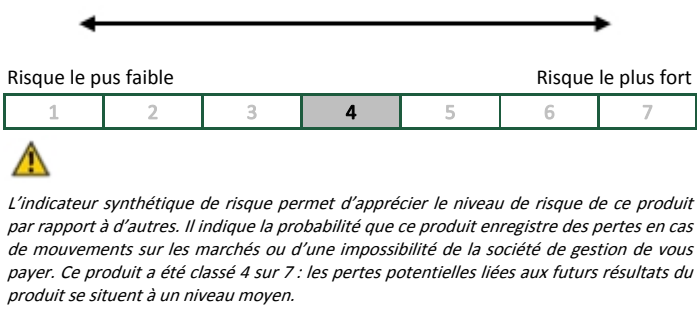 Risque le pus faible Risque le plus fort
1 2 3 4 5 6 7
L'indicateur synthétique de risque permet d'apprécier le niveau de risque de ce produit
par rapport à d'autres. Il indique la probabilité que ce produit enregistre des pertes en cas
de mouvements sur les marchés ou d'une impossibilité de la société de gestion de vous
payer. Ce produit a été classé 4 sur 7 : les pertes potentielles liées aux futurs résultats du
produit se situent à un niveau moyen.